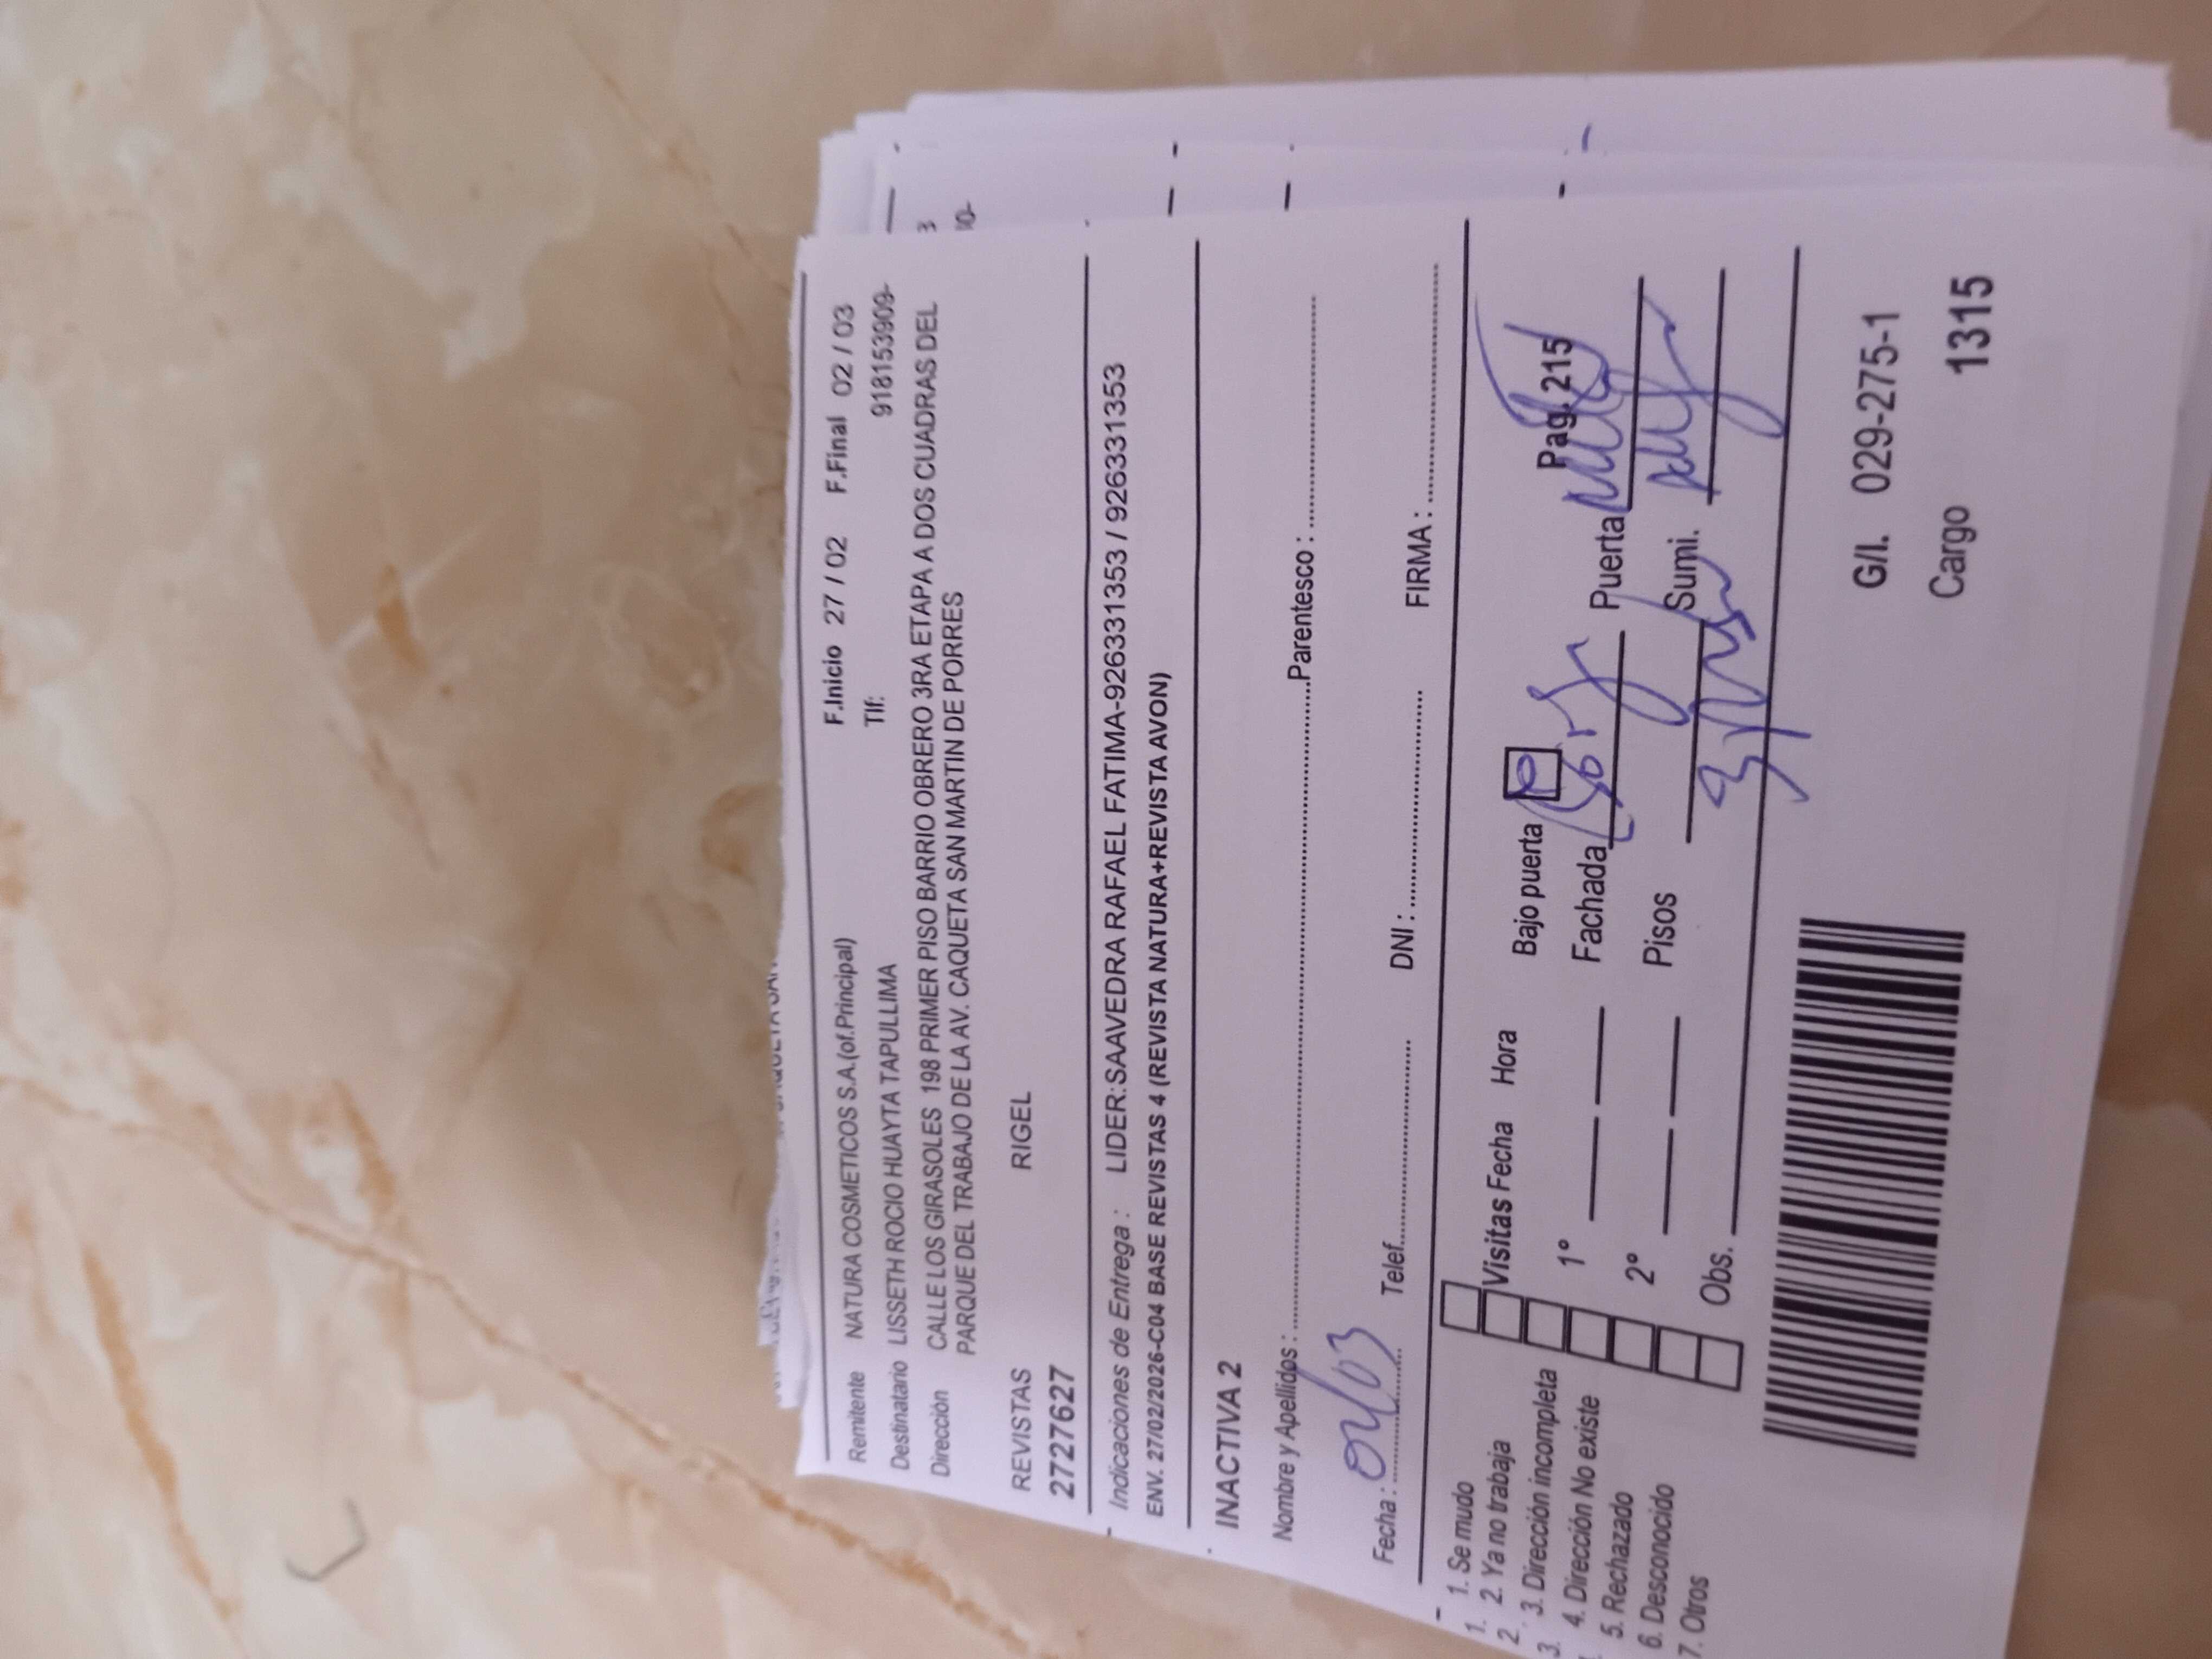 Remitente NATURA COSMETICOS S.A.(of.Principal) F.Inicio 27 / 02 F.Final 02 / 03
Destinatario LISSETH ROCIO HUAYTA TAPULLIMA Tlf: 918153909-
Dirección CALLE LOS GIRASOLES 198 PRIMER PISO BARRIO OBRERO 3RA ETAPA A DOS CUADRAS DEL
PARQUE DEL TRABAJO DE LA AV. CAQUETA SAN MARTIN DE PORRES
REVISTAS RIGEL
2727627
Indicaciones de Entrega : LIDER:SAAVEDRA RAFAEL FATIMA-926331353 / 926331353
ENV. 27/02/2026-C04 BASE REVISTAS 4 (REVISTA NATURA+REVISTA AVON)
INACTIVA 2
Nombre y Apellidos : Parentesco :
Fecha : Telef. DNI : FIRMA :
1. Se mudo
2. Ya no trabaja Visitas Fecha Hora Bajo puerta Pag. 215
3. Dirección incompleta
4. Dirección No existe 1º Fachada Puerta
5. Rechazado
6. Desconocido 2º Pisos Sumi.
7. Otros Obs.
G/I. 029-275-1
Cargo 1315